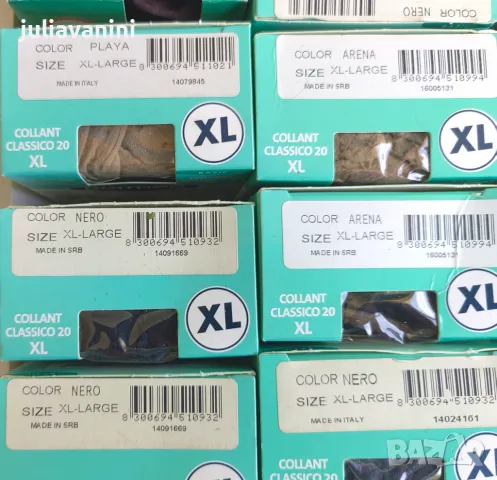 juliayanini
COLOR PLAYA
SIZE XL-LARGE
8 300694 511021
MADE IN ITALY
14079845
COLLANT
CLASSICO 20
XL
XL
COLOR NERO
COLOR ARENA
SIZE XL-LARGE
8 300694 510994
MADE IN SRB
16005131
COLLANT
CLASSICO 20
XL
XL
COLOR NERO
SIZE XL-LARGE
8 300694 510932
MADE IN SRB
14091669
COLLANT
CLASSICO 20
XL
XL
COLOR ARENA
SIZE XL-LARGE
8 300694 510994
MADE IN SRB
16005131
COLLANT
CLASSICO 20
XL
XL
COLOR NERO
SIZE XL-LARGE
8 300694 510932
MADE IN SRB
14091669
COLLANT
COLOR NERO
SIZE XL-LARGE
8 300694 510932
MADE IN ITALY
14024161
COLLANT
CLASSICO 20
XL